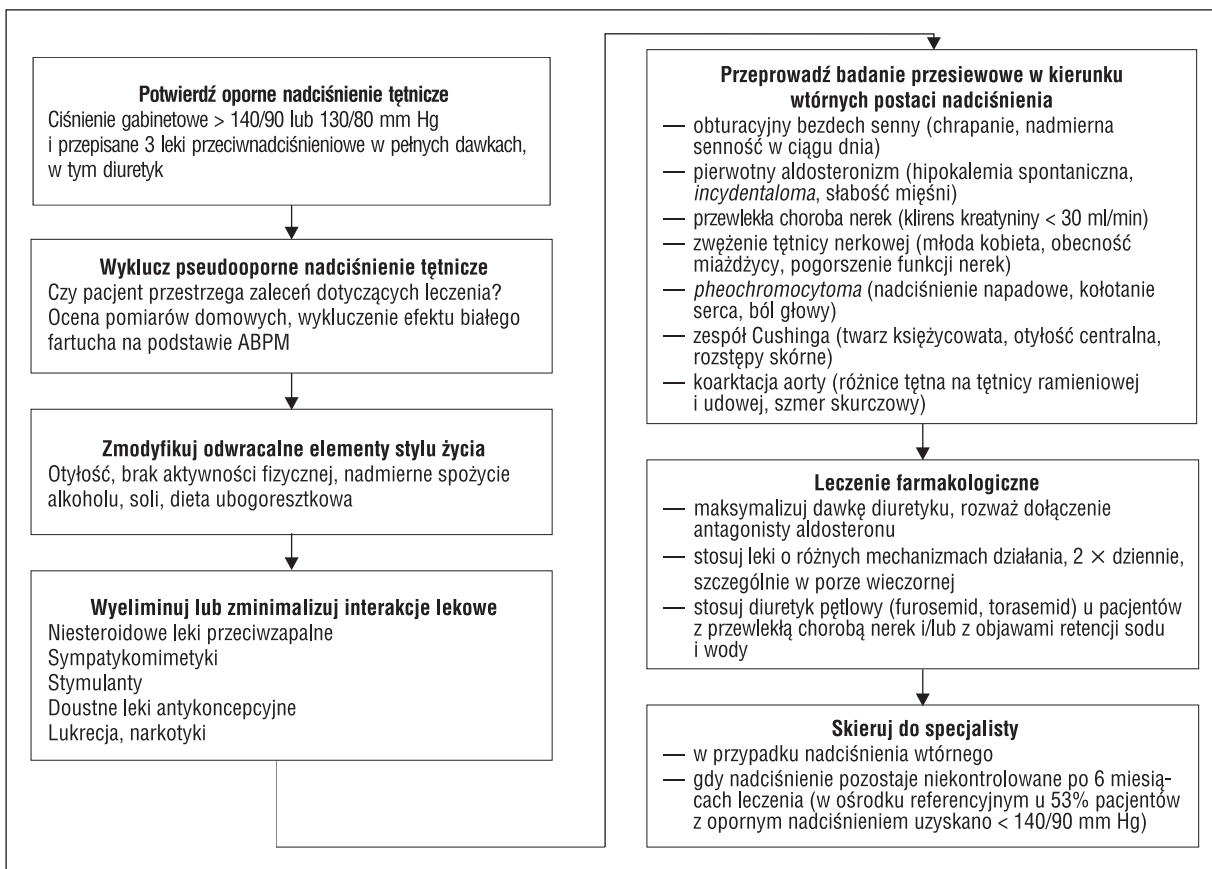 Potwierdź oporne nadciśnienie tętnicze
Ciśnienie gabinetowe > 140/90 lub 130/80 mm Hg
i przepisane 3 leki przeciwnadciśnieniowe w pełnych dawkach,
w tym diuretyk
Wyklucz pseudooporne nadciśnienie tętnicze
Czy pacjent przestrzega zaleceń dotyczących leczenia?
Ocena pomiarów domowych, wykluczenie efektu białego
fartucha na podstawie ABPM
Zmodyfikuj odwracalne elementy stylu życia
Otyłość, brak aktywności fizycznej, nadmierne spożycie
alkoholu, soli, dieta ubogoresztkowa
Wyeliminuj lub zminimalizuj interakcje lekowe
Niesteroidowe leki przeciwzapalne
Sympatykomimetyki
Stymulanty
Doustne leki antykoncepcyjne
Lukrecja, narkotyki
Przeprowadź badanie przesiewowe w kierunku
wtórnych postaci nadciśnienia
— obturacyjny bezdech senny (chrapanie, nadmierna
senność w ciągu dnia)
— pierwotny aldosteronizm (hipokalemia spontaniczna,
incydentaloma, słabość mięśni)
— przewlekła choroba nerek (klirens kreatyniny < 30 ml/min)
— zwężenie tętnicy nerkowej (młoda kobieta, obecność
miażdżycy, pogorszenie funkcji nerek)
— pheochromocytoma (nadciśnienie napadowe, kołotanie
serca, ból głowy)
— zespół Cushinga (twarz księżycowata, otyłość centralna,
rozstępy skórne)
— koarktacja aorty (różnice tętna na tętnicy ramieniowej
i udowej, szmer skurczowy)
Leczenie farmakologiczne
— maksymalizuj dawkę diuretyku, rozważ dołączenie
antagonisty aldosteronu
— stosuj leki o różnych mechanizmach działania, 2 × dziennie,
szczególnie w porze wieczornej
— stosuj diuretyk pętlowy (furosemid, torasemid) u pacjentów
z przewlekłą chorobą nerek i/lub z objawami retencji sodu
i wody
Skieruj do specjalisty
— w przypadku nadciśnienia wtórnego
— gdy nadciśnienie pozostaje niekontrolowane po 6 miesią-
cach leczenia (w ośrodku referencyjnym u 53% pacjentów
z opornym nadciśnieniem uzyskano < 140/90 mm Hg)